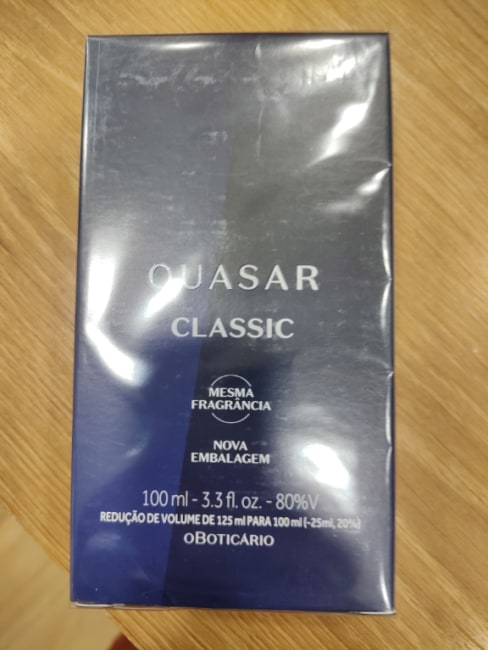 QUASAR
CLASSIC
MESMA
FRAGRÂNCIA
NOVA
EMBALAGEM
100 ml - 3.3 fl. oz. - 80%V
REDUÇÃO DE VOLUME DE 125 ml PARA 100 ml (-25ml, 20%)
oBOTICÁRIO